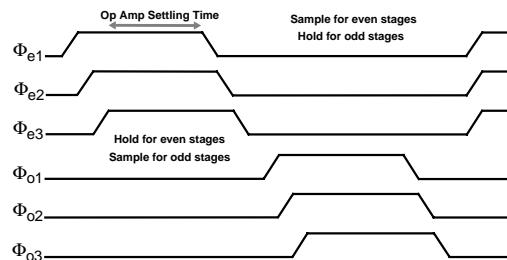 Op Amp Settling Time
Sample for even stages
Hold for odd stages
Φe1
Φe2
Φe3
Hold for even stages
Sample for odd stages
Φo1
Φo2
Φo3